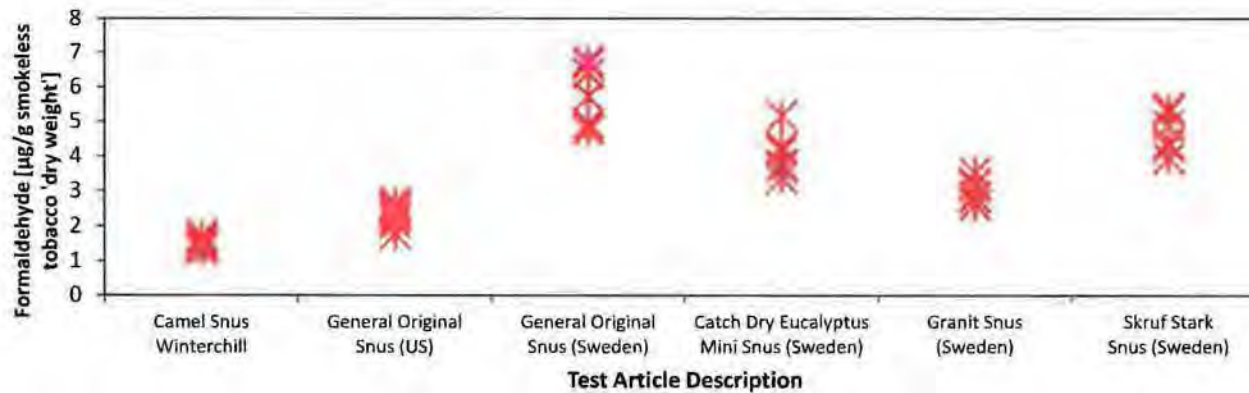 Formaldehyde [µg/g smokeless
tobacco 'dry weight']
8
7
6
5
4
3
2
1
0
Camel Snus
Winterchill
General Original
Snus (US)
General Original
Snus (Sweden)
Catch Dry Eucalyptus
Mini Snus (Sweden)
Granit Snus
(Sweden)
Skruf Stark
Snus (Sweden)
Test Article Description